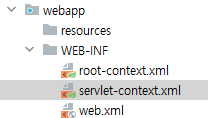 webapp
resources
WEB-INF
root-context.xml
servlet-context.xml
web.xml